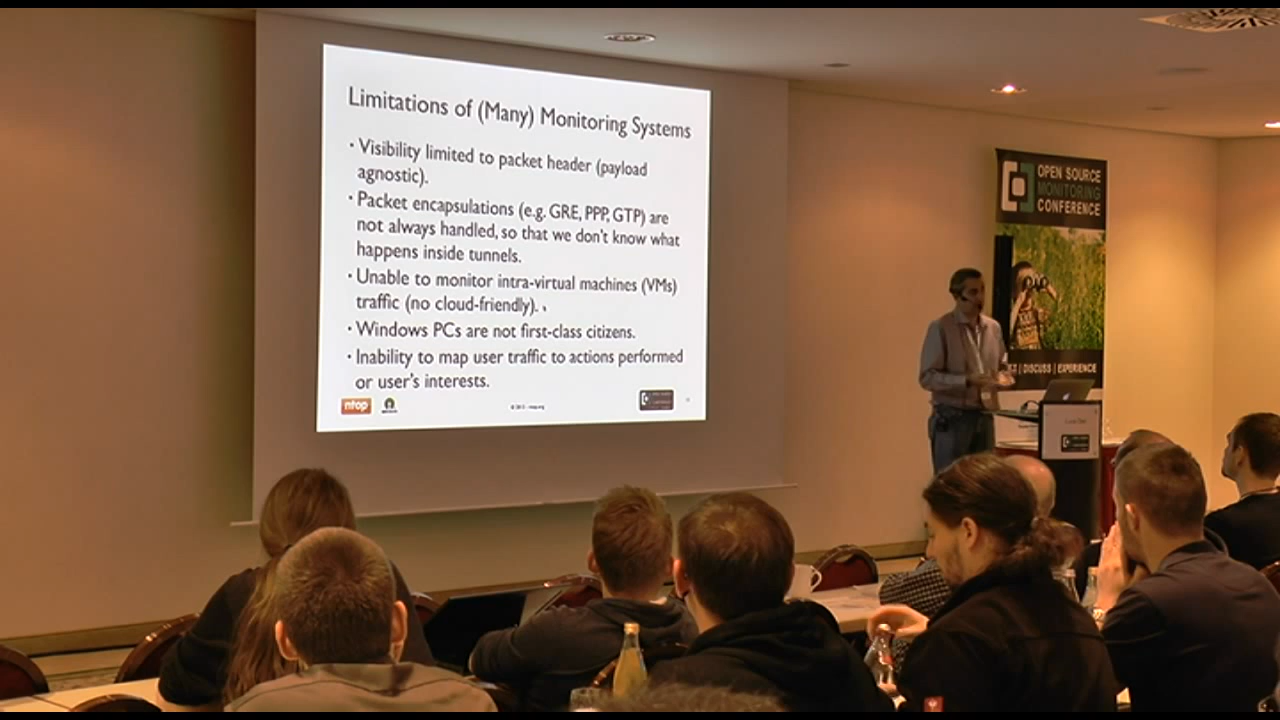 Limitations of (Many) Monitoring Systems
• Visibility limited to packet header (payload
agnostic).
• Packet encapsulations (e.g. GRE, PPP, GTP) are
not always handled, so that we don't know what
happens inside tunnels.
• Unable to monitor intra-virtual machines (VMs)
traffic (no cloud-friendly).
• Windows PCs are not first-class citizens.
• Inability to map user traffic to actions performed
or user's interests.
ntop
OPEN SOURCE
MONITORING
CONFERENCE
| DISCUSS | EXPERIENCE
Luca Deri